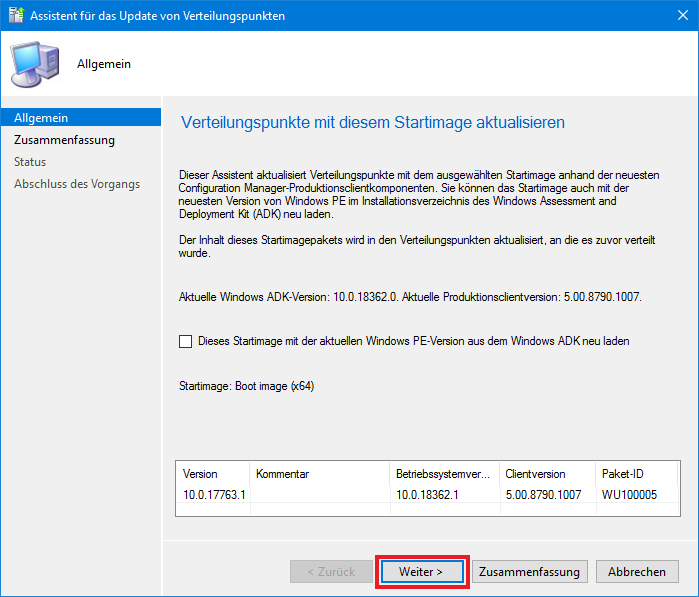 Assistent für das Update von Verteilungspunkten
Allgemein
Allgemein
Zusammenfassung
Status
Abschluss des Vorgangs
Verteilungspunkte mit diesem Startimage aktualisieren
Dieser Assistent aktualisiert Verteilungspunkte mit dem ausgewählten Startimage anhand der neuesten
Configuration Manager-Produktionsclientkomponenten. Sie können das Startimage auch mit der
neuesten Version von Windows PE im Installationsverzeichnis des Windows Assessment and
Deployment Kit (ADK) neu laden.
Der Inhalt dieses Startimagepakets wird in den Verteilungspunkten aktualisiert, an die es zuvor verteilt
wurde.
Aktuelle Windows ADK-Version: 10.0.18362.0. Aktuelle Produktionsclientversion: 5.00.8790.1007.
Dieses Startimage mit der aktuellen Windows PE-Version aus dem Windows ADK neu laden
Startimage: Boot image (x64)
Version Kommentar Betriebssystemver... Clientversion Paket-ID
10.0.17763.1 10.0.18362.1 5.00.8790.1007 WU100005
< Zurück Weiter > Zusammenfassung Abbrechen